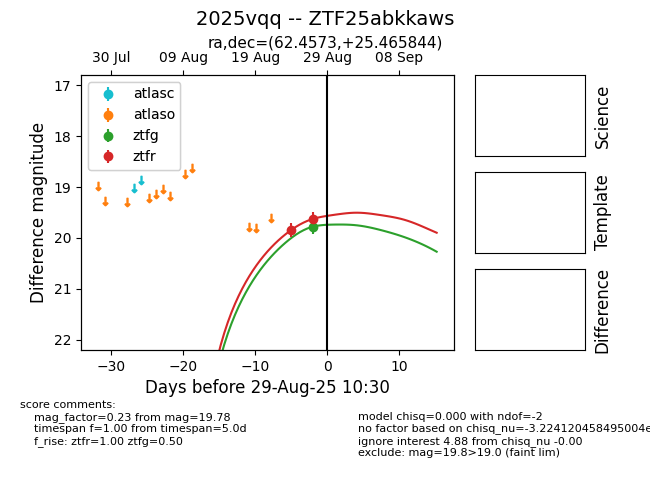 2025vqq -- ZTF25abkkaws
ra,dec=(62.4573,+25.465844)
30 Jul 09 Aug 19 Aug 29 Aug 08 Sep
17
18
19
20
21
22
Difference magnitude
atlasc
atlaso
ztfg
ztfr
−30 −20 −10 0 10
Days before 29-Aug-25 10:30
Science
Template
Difference
score comments:
mag_factor=0.23 from mag=19.78
timespan f=1.00 from timespan=5.0d
f_rise: ztfr=1.00 ztfg=0.50
model chisq=0.000 with ndof=-2
no factor based on chisq_nu=-3.224120458495004e
ignore interest 4.88 from chisq_nu -0.00
exclude: mag=19.8>19.0 (faint lim)